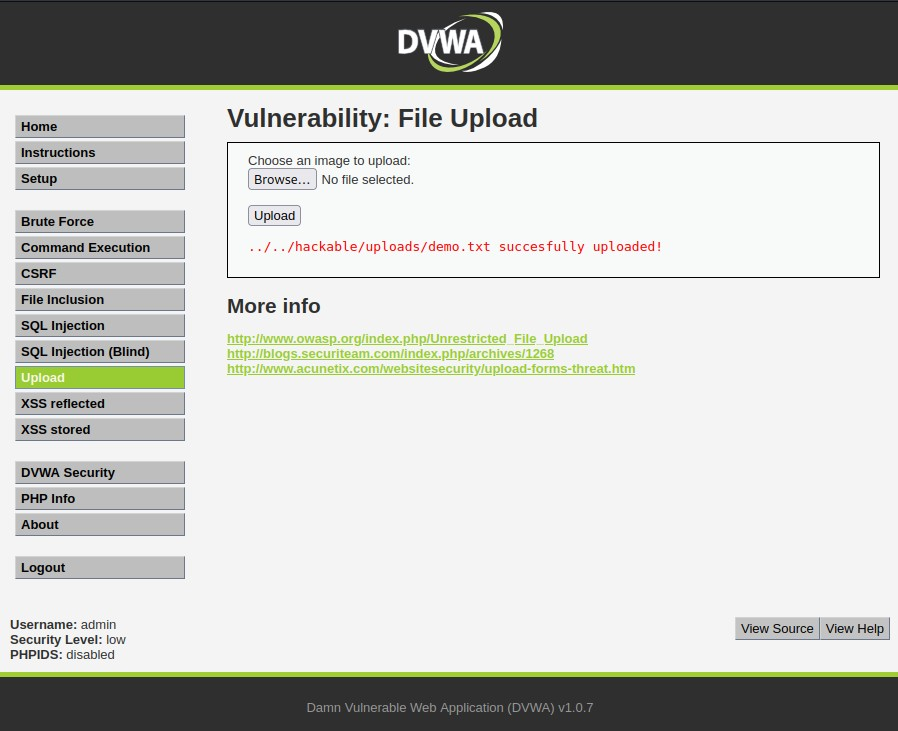 DVWA
Vulnerability: File Upload
Home
Instructions
Setup
Brute Force
Command Execution
CSRF
File Inclusion
SQL Injection
SQL Injection (Blind)
Upload
XSS reflected
XSS stored
DVWA Security
PHP Info
About
Logout
Choose an image to upload:
Browse... No file selected.
Upload
../../hackable/uploads/demo.txt succesfully uploaded!
More info
http://www.owasp.org/index.php/Unrestricted_File_Upload
http://blogs.securiteam.com/index.php/archives/1268
http://www.acunetix.com/websitesecurity/upload-forms-threat.htm
Username: admin
Security Level: low
PHPIDS: disabled
View Source View Help
Damn Vulnerable Web Application (DVWA) v1.0.7